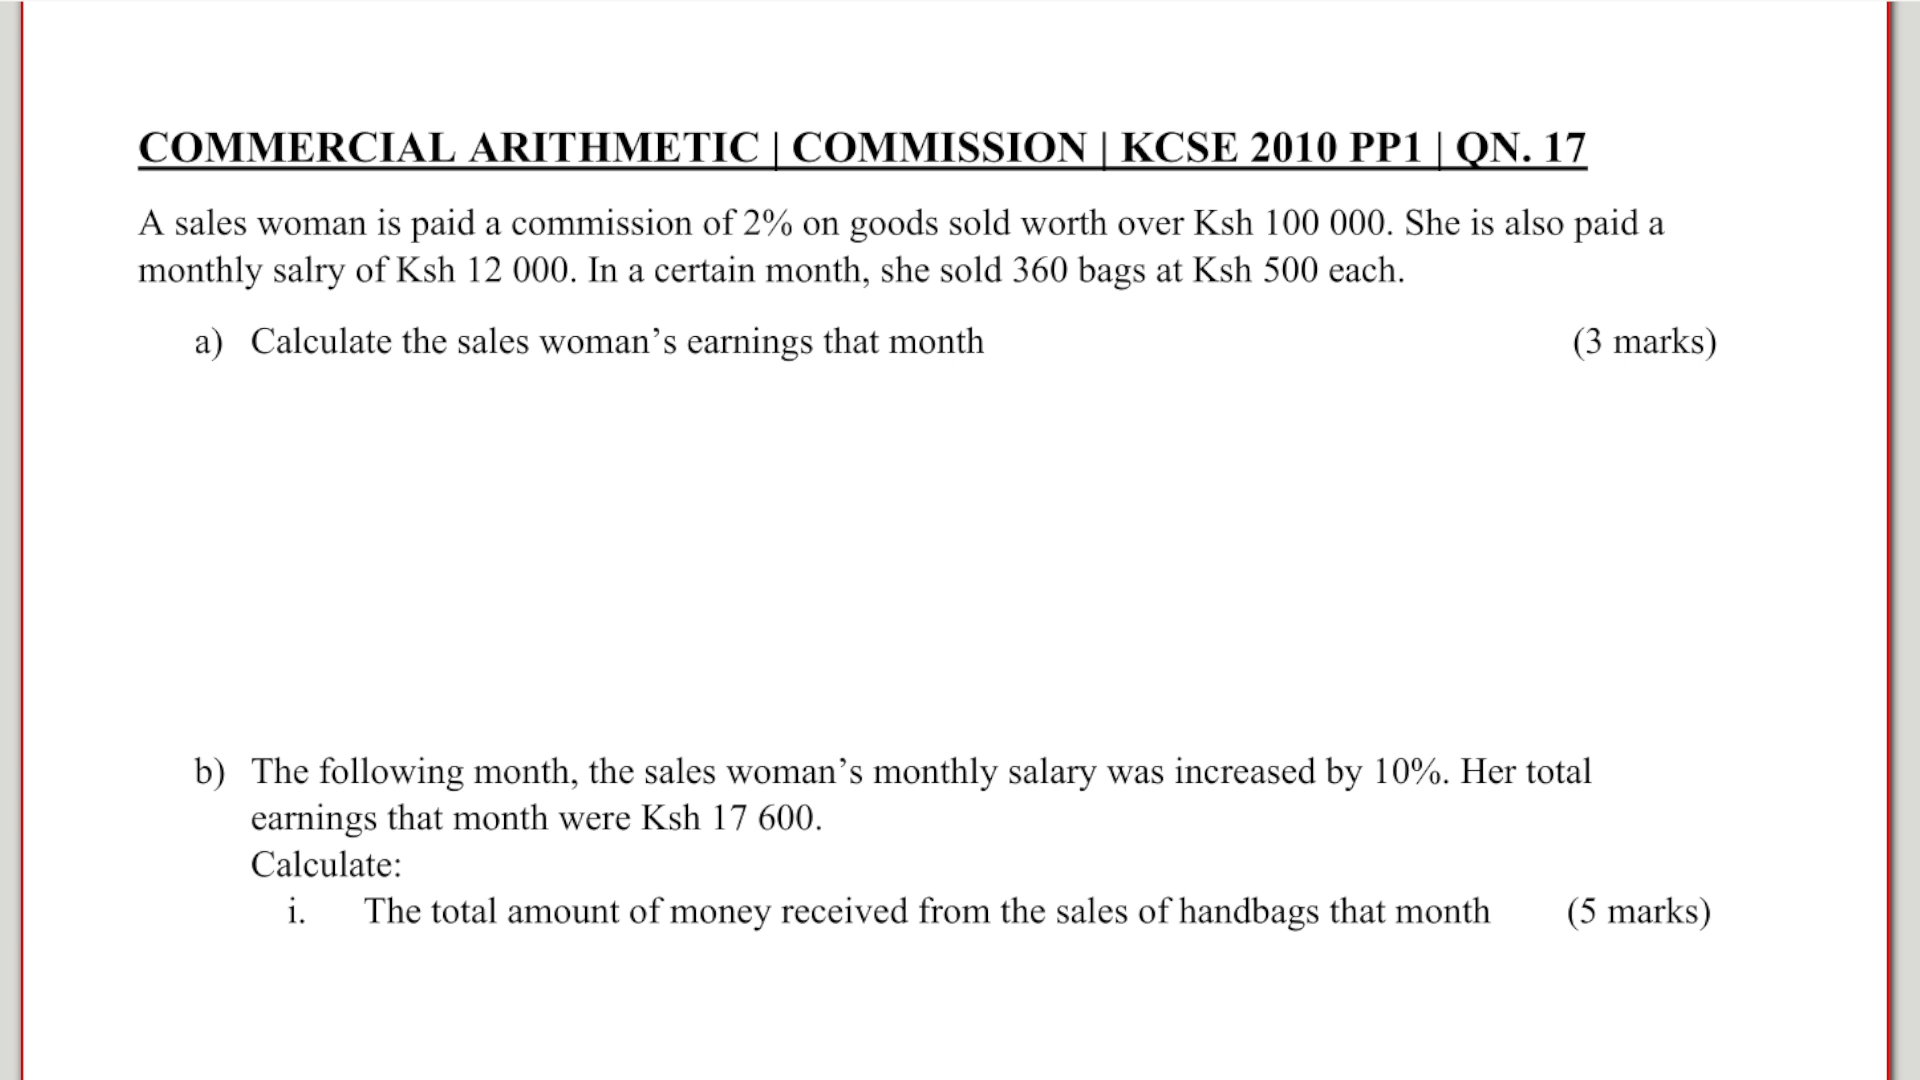 COMMERCIAL ARITHMETIC | COMMISSION | KCSE 2010 PP1 | QN. 17
A sales woman is paid a commission of 2% on goods sold worth over Ksh 100 000. She is also paid a
monthly salry of Ksh 12 000. In a certain month, she sold 360 bags at Ksh 500 each.
a) Calculate the sales woman’s earnings that month (3 marks)
b) The following month, the sales woman’s monthly salary was increased by 10%. Her total
earnings that month were Ksh 17 600.
Calculate:
i. The total amount of money received from the sales of handbags that month (5 marks)